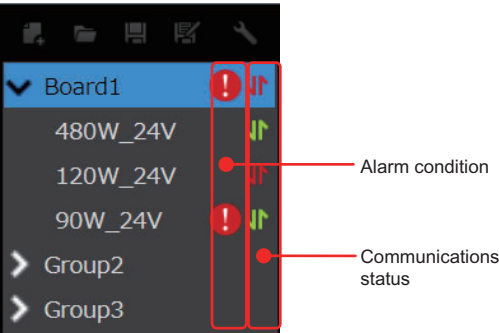 Board1
480W_24V
120W_24V
90W_24V
Group2
Group3
Alarm condition
Communications
status